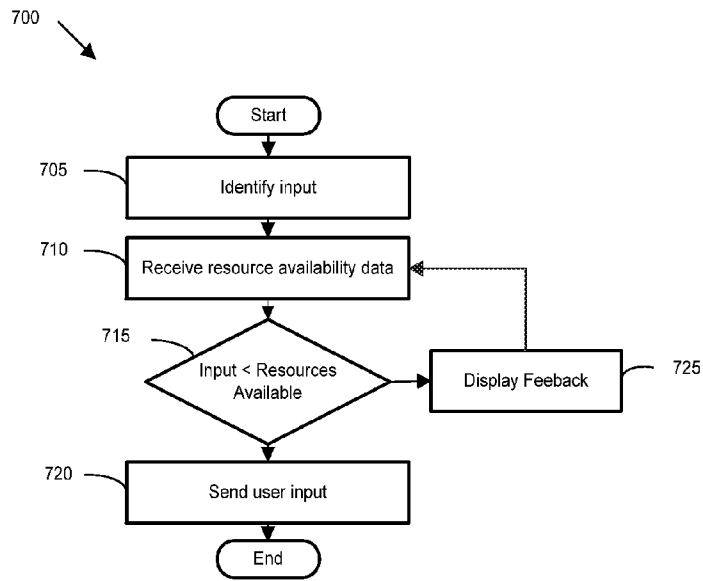 700
Start
705
Identify input
710
Receive resource availability data
715
Input < Resources
Available
Display Feeback
725
720
Send user input
End